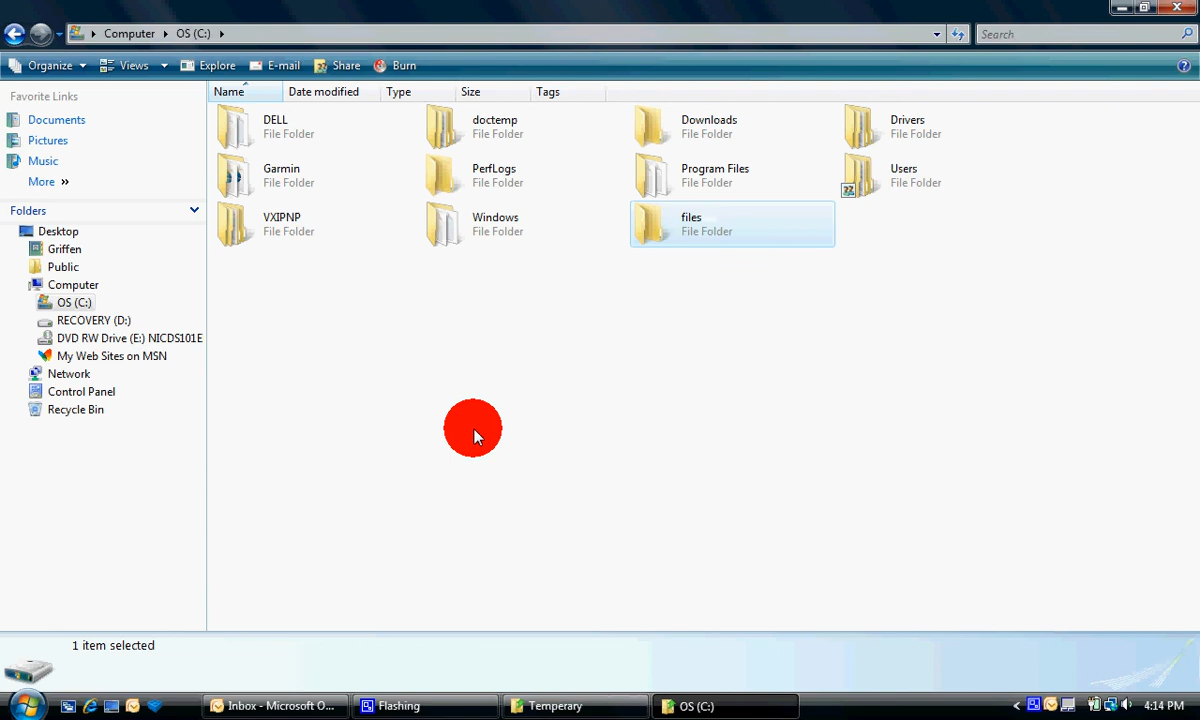 Computer OS (C:)
Search
Organize Views Explore E-mail Share Burn
Favorite Links
Documents
Pictures
Music
More »
Folders
Desktop
Griffen
Public
Computer
OS (C:)
RECOVERY (D:)
DVD RW Drive (E:) NICDS101E
My Web Sites on MSN
Network
Control Panel
Recycle Bin
Name Date modified Type Size Tags
DELL
File Folder
doctemp
File Folder
Downloads
File Folder
Drivers
File Folder
Garmin
File Folder
PerfLogs
File Folder
Program Files
File Folder
Users
File Folder
VXIPNP
File Folder
Windows
File Folder
files
File Folder
1 item selected
Inbox - Microsoft O... Flashing Temperary OS (C:) 4:14 PM